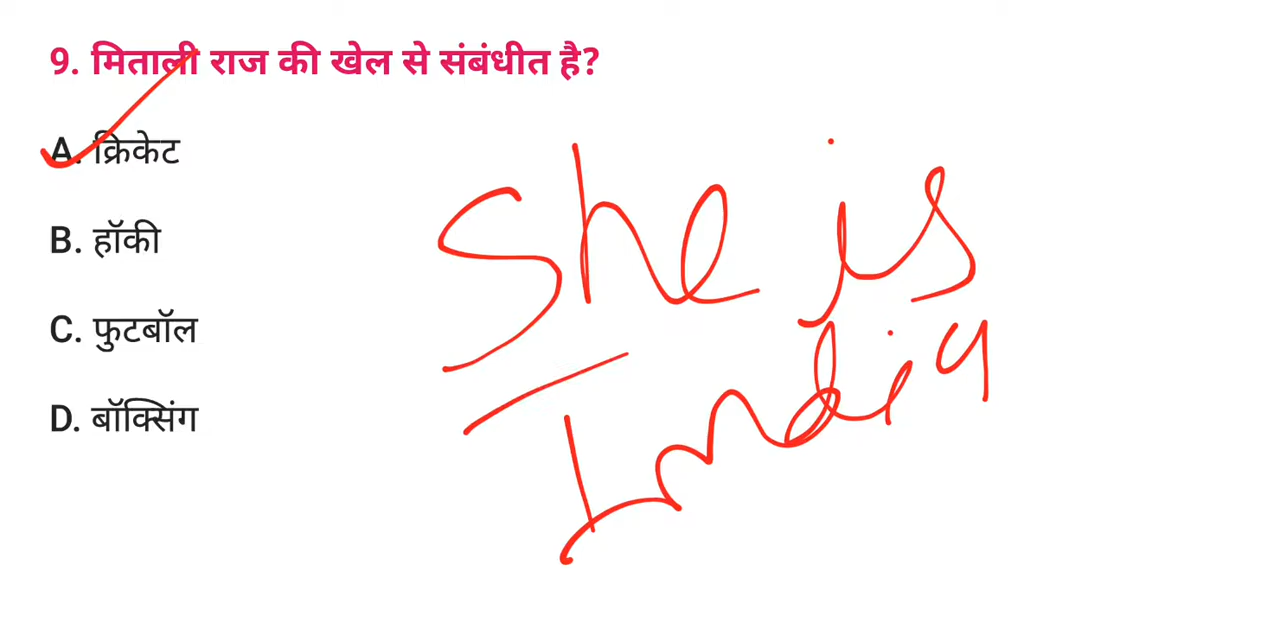 9. मिताली राज की खेल से संबंधीत है?
A. क्रिकेट
B. हॉकी
C. फुटबॉल
D. बॉक्सिंग
She is
India